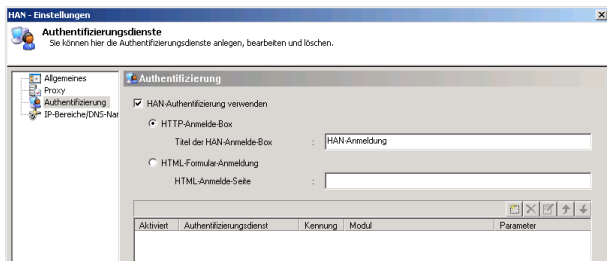 HAN - Einstellungen
Authentifizierungsdienste
Sie können hier die Authentifizierungsdienste anlegen, bearbeiten und löschen.
Allgemeines
Proxy
Authentifizierung
IP-Bereiche/DNS-Nar
Authentifizierung
HAN-Authentifizierung verwenden
HTTP-Anmelde-Box
Titel der HAN-Anmelde-Box : HAN-Anmeldung
HTML-Formular-Anmeldung
HTML-Anmelde-Seite :
Aktiviert Authentifizierungsdienst Kennung Modul Parameter